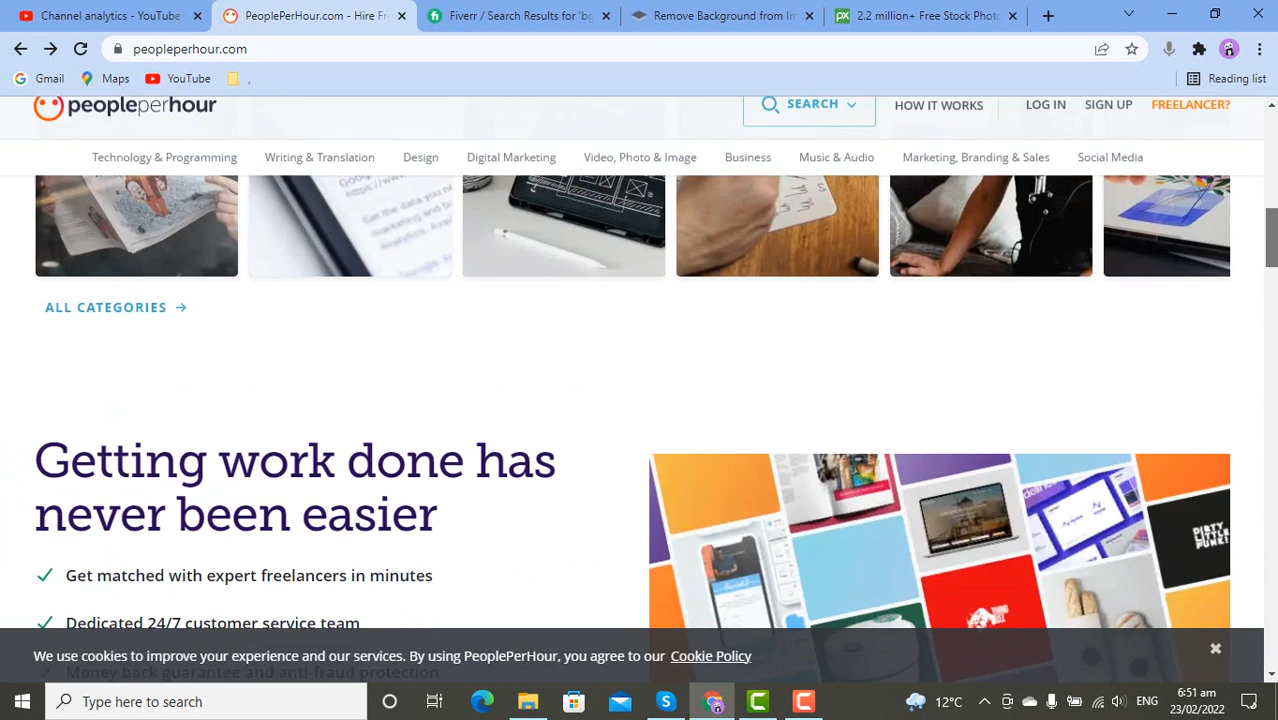 Channel analytics - YouTube
PeoplePerHour.com - Hire Fr
Fiverr / Search Results for 'bg
Remove Background from Im
2.2 million+ Free Stock Phot
peopleperhour.com
Gmail
Maps
YouTube
,
Reading list
peopleperhour
SEARCH
HOW IT WORKS
LOG IN
SIGN UP
FREELANCER?
Technology & Programming
Writing & Translation
Design
Digital Marketing
Video, Photo & Image
Business
Music & Audio
Marketing, Branding & Sales
Social Media
ALL CATEGORIES
Getting work done has
never been easier
Get matched with expert freelancers in minutes
Dedicated 24/7 customer service team
Money back guarantee and anti-fraud protection
DIRTY
LITTLE
PUNK!
We use cookies to improve your experience and our services. By using PeoplePerHour, you agree to our Cookie Policy
Type here to search
12°C
ENG
6:51 am
23/02/2022